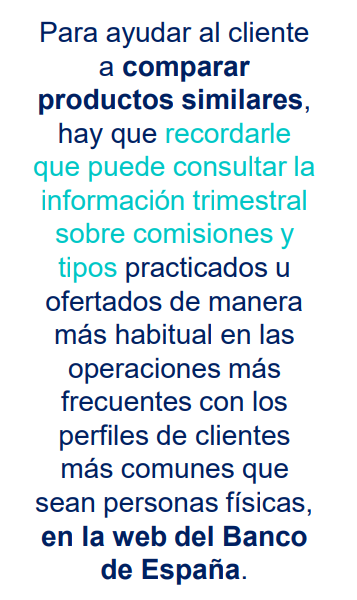 Para ayudar al cliente
a comparar
productos similares,
hay que recordarle
que puede consultar la
información trimestral
sobre comisiones y
tipos practicados u
ofertados de manera
más habitual en las
operaciones más
frecuentes con los
perfiles de clientes
más comunes que
sean personas físicas,
en la web del Banco
de España.